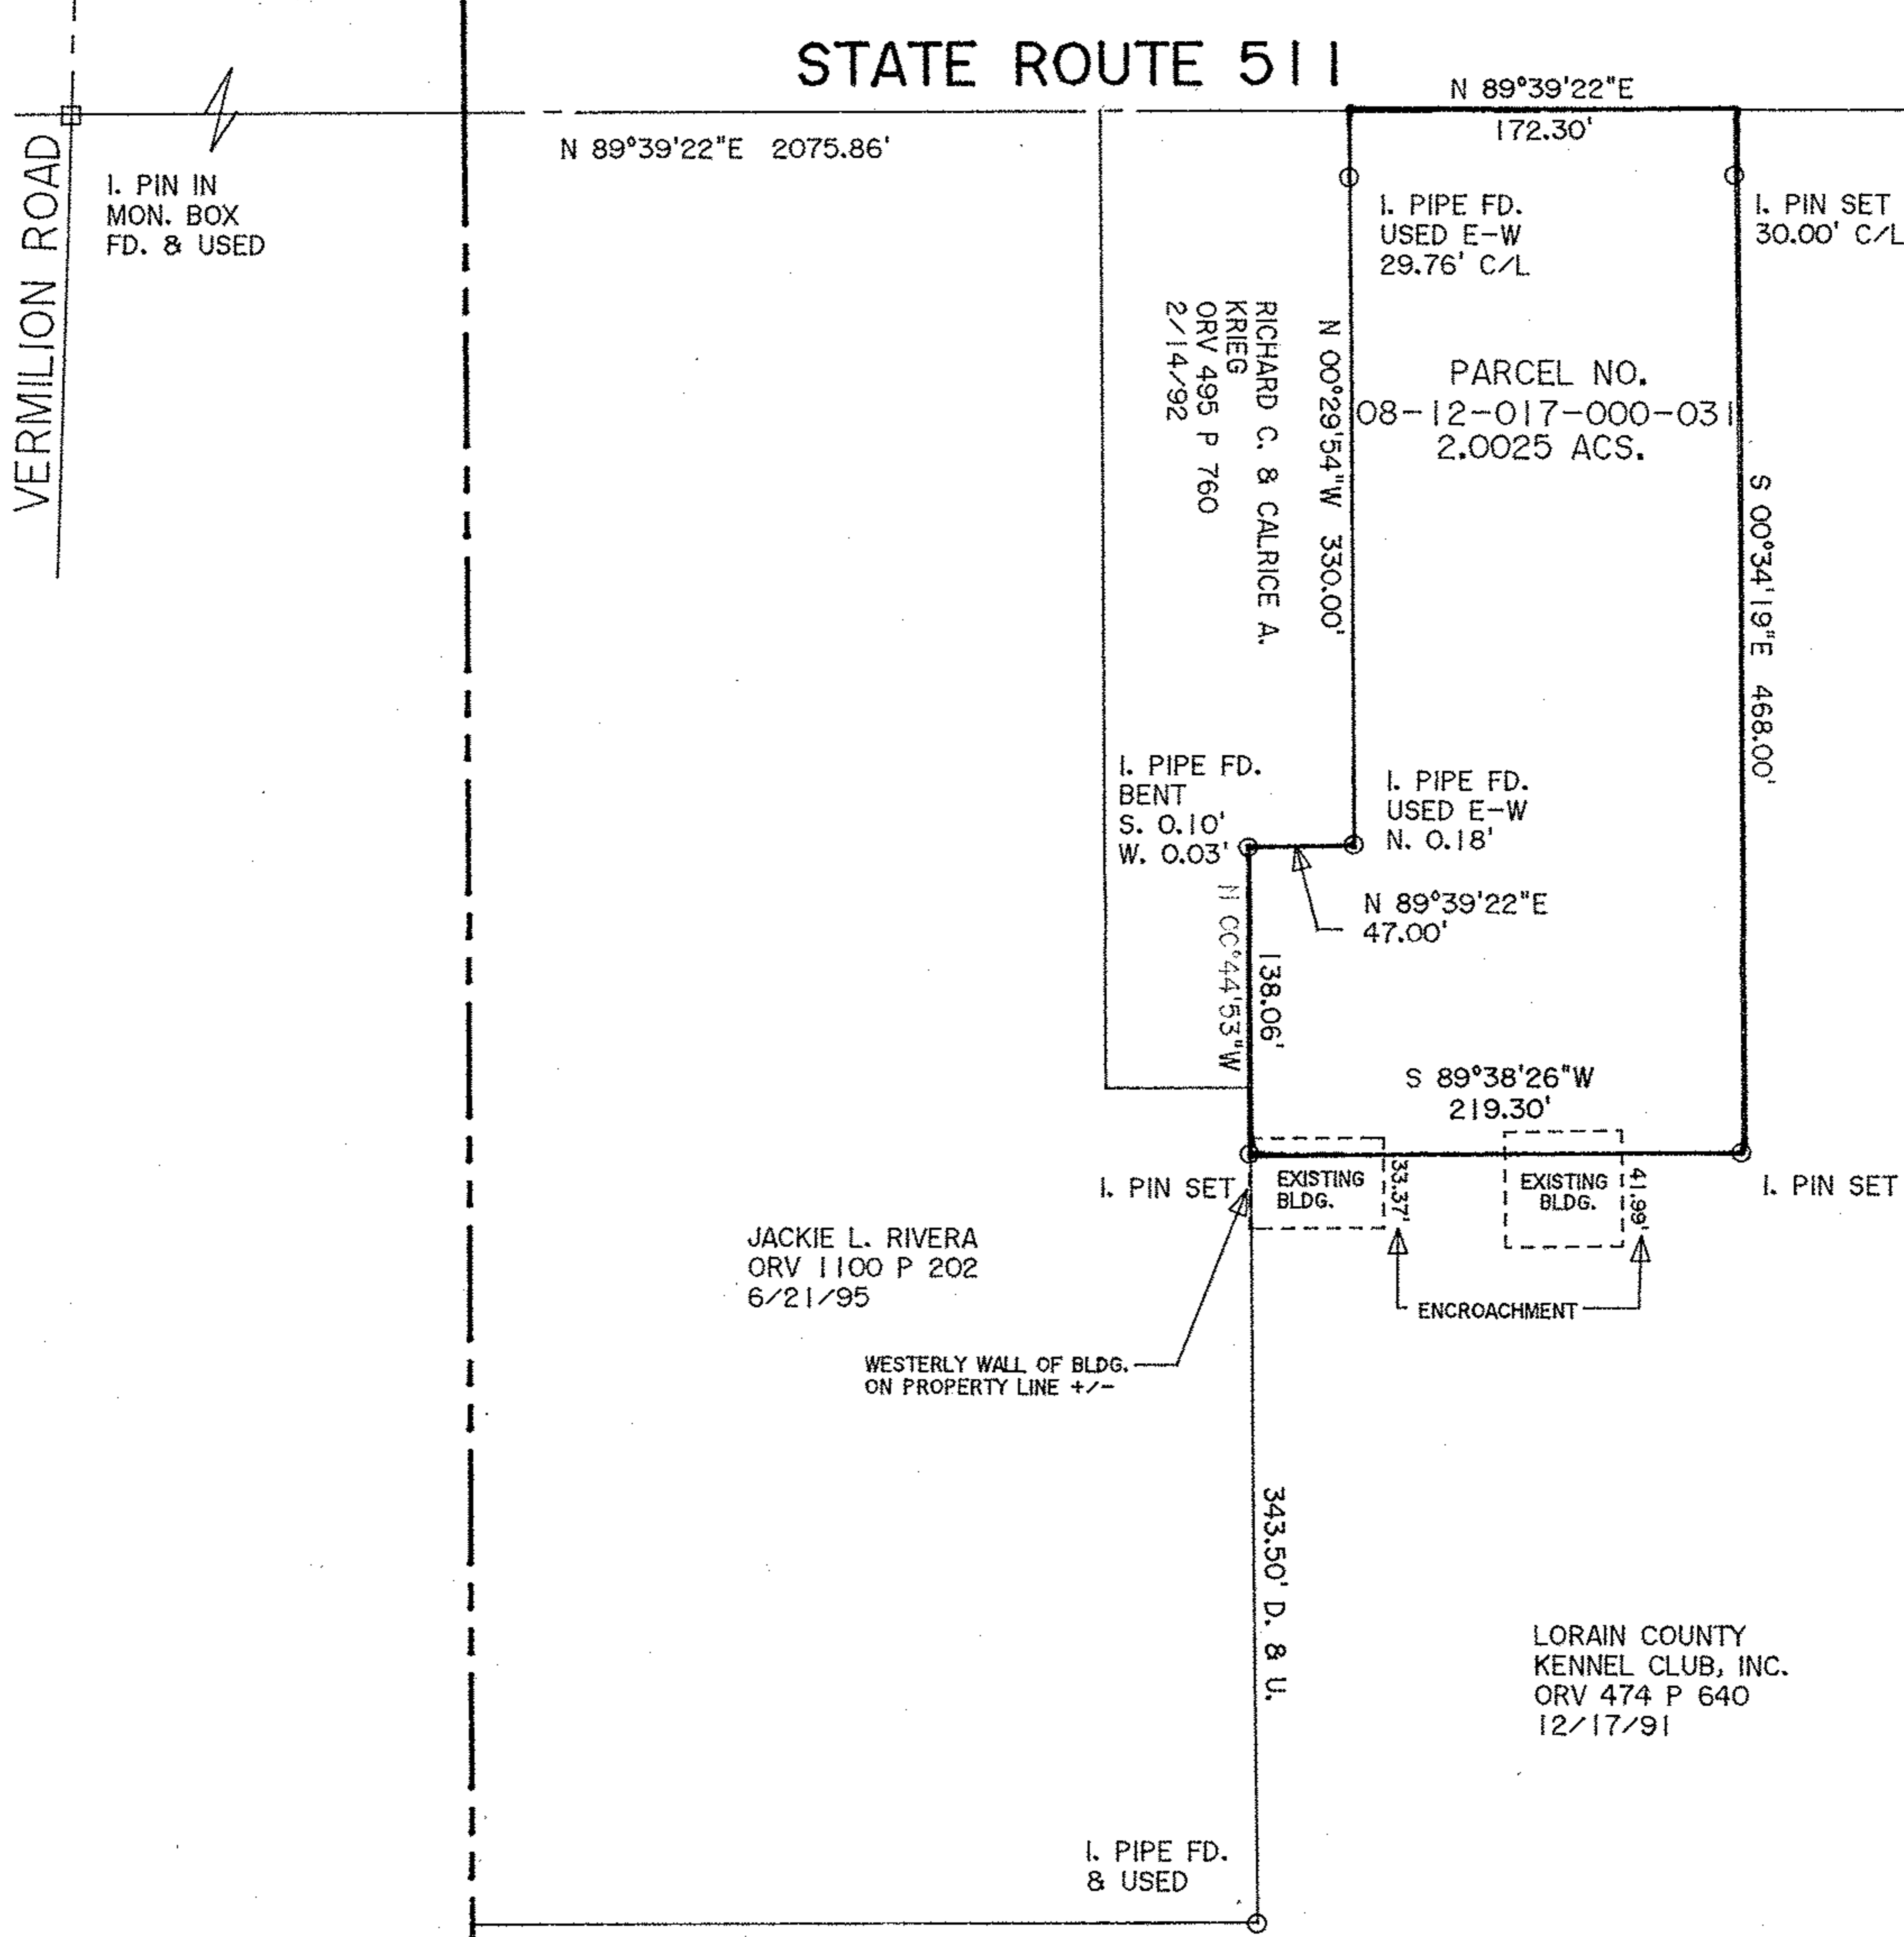 STATE ROUTE 511
N 89°39'22"E
172.30'
N 89°39'22"E 2075.86'
VERMILION ROAD
I. PIN IN
MON. BOX
FD. & USED
I. PIPE FD.
USED E-W
29.76' C/L
I. PIN SET
30.00' C/L
RICHARD C. & CALRICE A.
KRIEG
ORV 495 P 760
2/14/92
N 00°29'54"W 330.00'
PARCEL NO.
08-12-017-000-031
2.0025 ACS.
S 00°34'19"E 468.00'
I. PIPE FD.
BENT
S. 0.10'
W. 0.03'
I. PIPE FD.
USED E-W
N. 0.18'
N 89°39'22"E
47.00'
N 00°44'53"W
138.06'
S 89°38'26"W
219.30'
I. PIN SET
EXISTING
BLDG.
33.37'
EXISTING
BLDG.
41.99'
I. PIN SET
ENCROACHMENT
JACKIE L. RIVERA
ORV 1100 P 202
6/21/95
WESTERLY WALL OF BLDG.
ON PROPERTY LINE +/-
343.50' D. & U.
LORAIN COUNTY
KENNEL CLUB, INC.
ORV 474 P 640
12/17/91
I. PIPE FD.
& USED